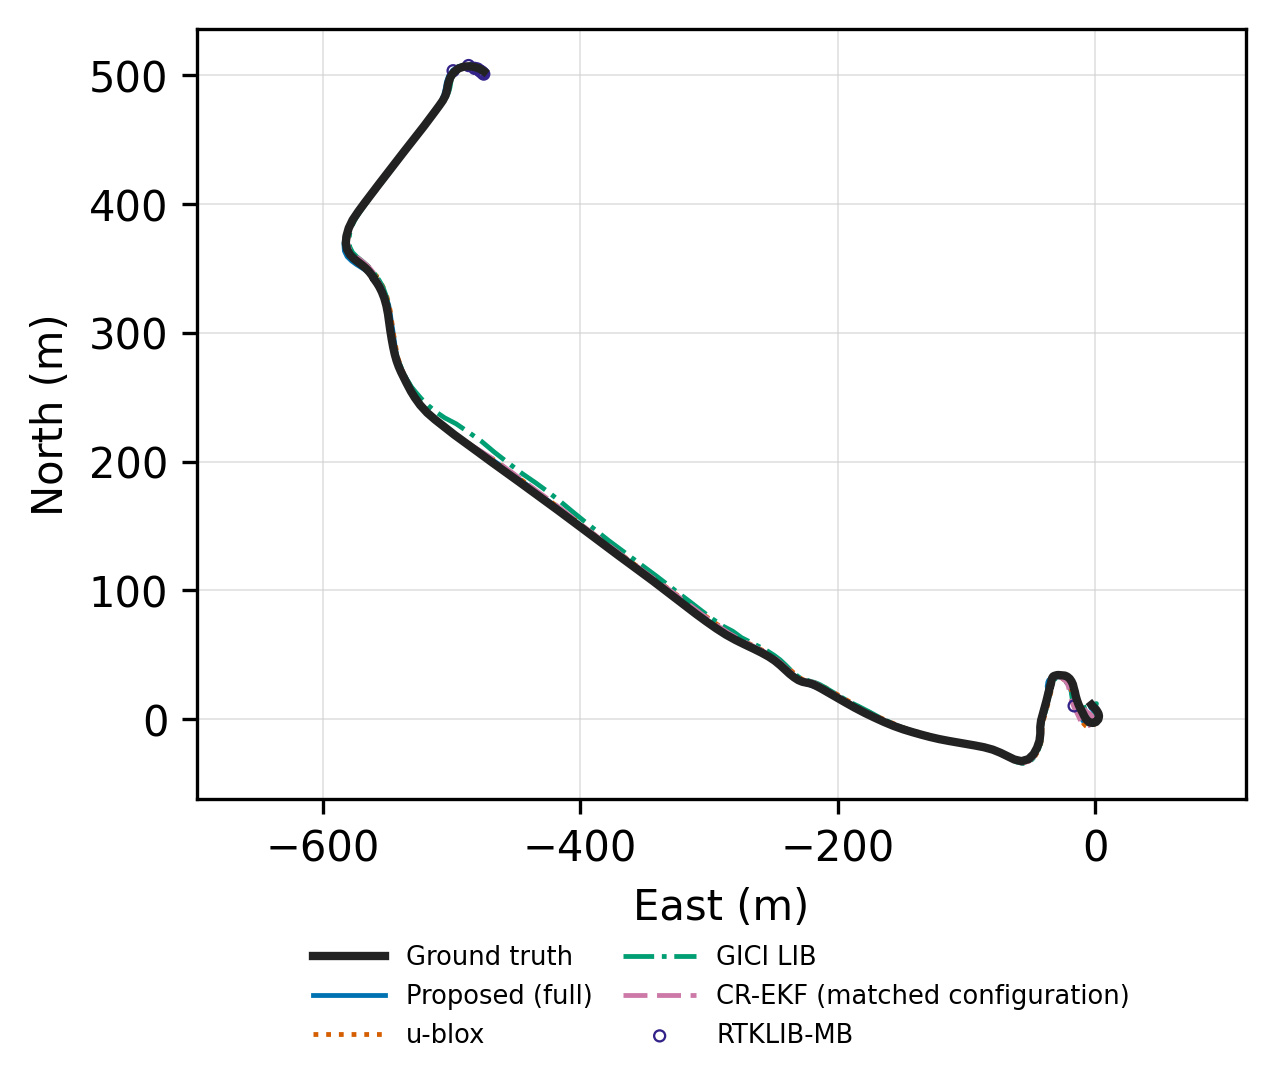 500
400
300
200
100
0
North (m)
−600
−400
−200
0
East (m)
Ground truth
Proposed (full)
u-blox
GICI LIB
CR-EKF (matched configuration)
RTKLIB-MB